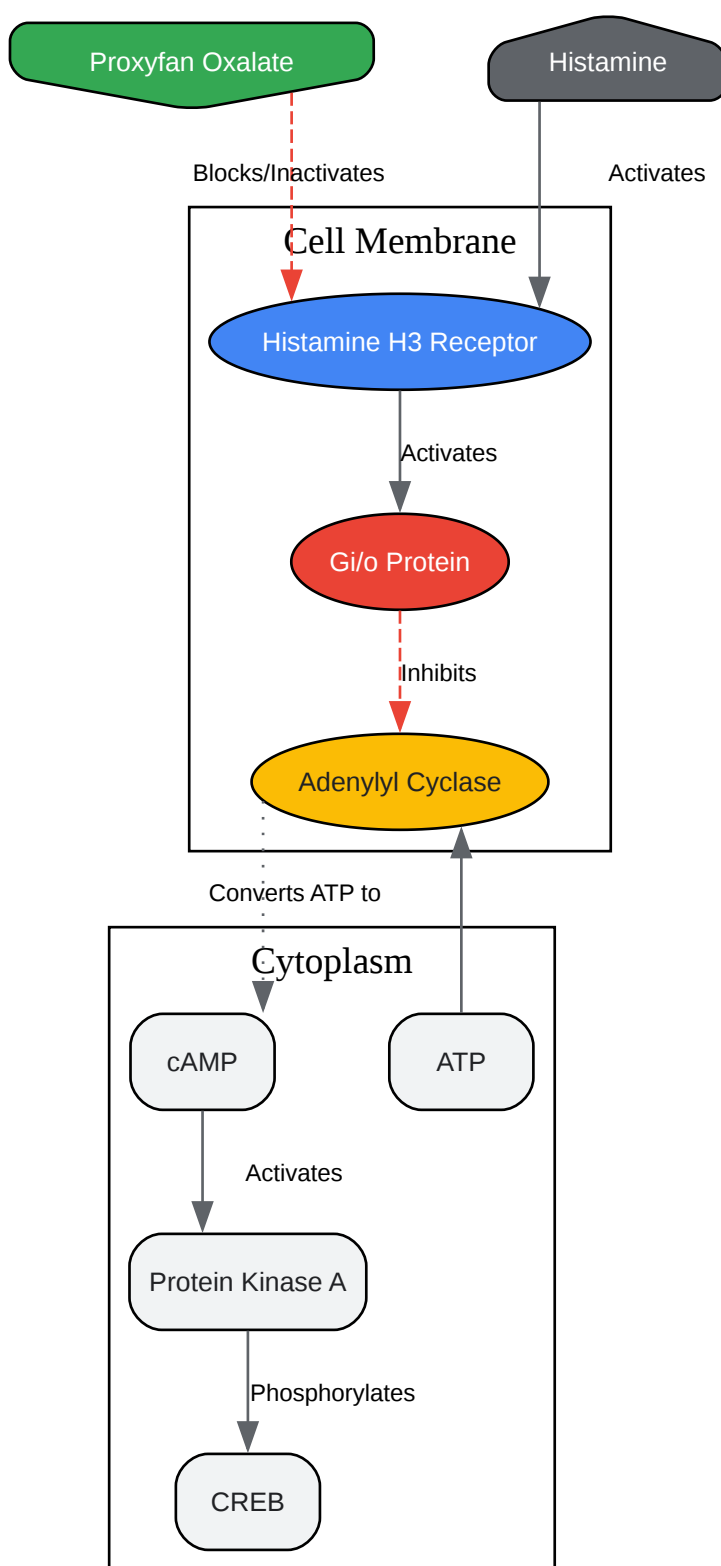 Proxyfan Oxalate
Histamine
Blocks/Inactivates
Activates
Cell Membrane
Histamine H3 Receptor
Activates
Gi/o Protein
Inhibits
Adenylyl Cyclase
Converts ATP to
Cytoplasm
cAMP
ATP
Activates
Protein Kinase A
Phosphorylates
CREB